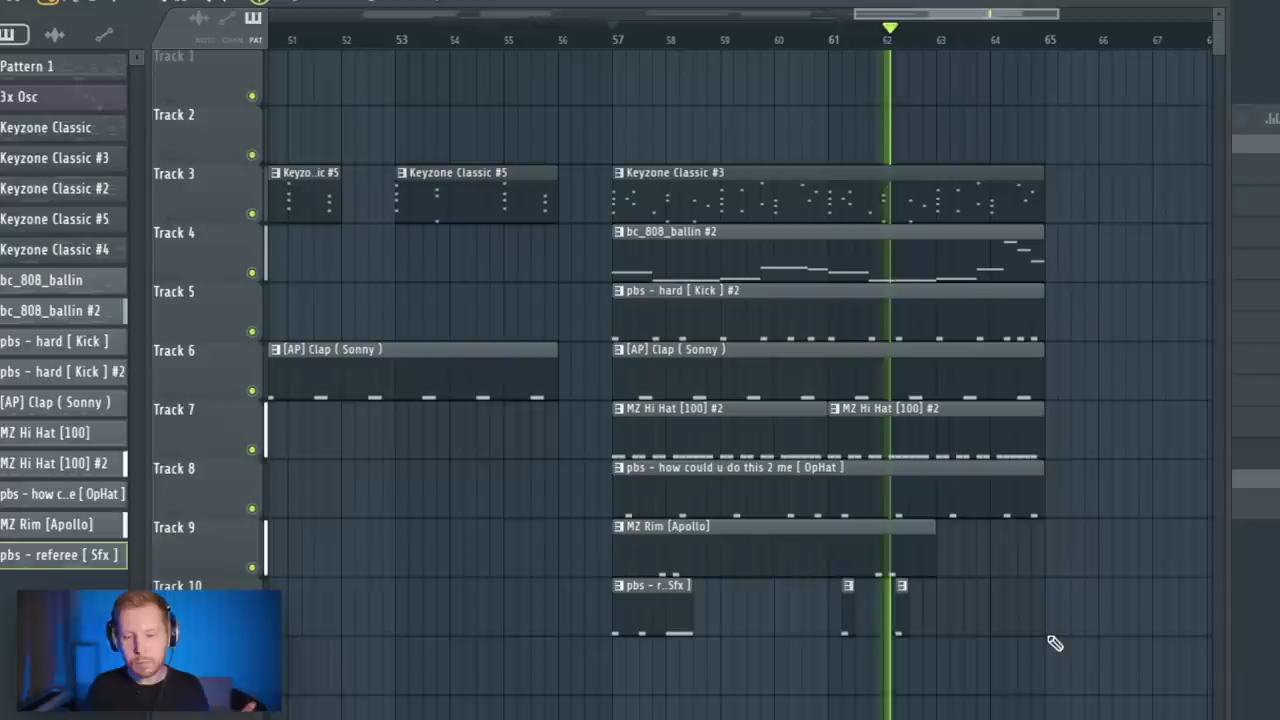 NOTE CHAN PAT
51 52 53 54 55 56 57 58 59 60 61 62 63 64 65 66 67 6
Pattern 1
3x Osc
Keyzone Classic
Keyzone Classic #3
Keyzone Classic #2
Keyzone Classic #5
Keyzone Classic #4
bc_808_ballin
bc_808_ballin #2
pbs - hard [ Kick ]
pbs - hard [ Kick ] #2
[AP] Clap ( Sonny )
MZ Hi Hat [100]
MZ Hi Hat [100] #2
pbs - how c..e [ OpHat ]
MZ Rim [Apollo]
pbs - referee [ Sfx ]
Track 1
Track 2
Track 3
Keyzo..ic #5
Keyzone Classic #5
Keyzone Classic #3
Track 4
bc_808_ballin #2
Track 5
pbs - hard [ Kick ] #2
Track 6
[AP] Clap ( Sonny )
[AP] Clap ( Sonny )
Track 7
MZ Hi Hat [100] #2
MZ Hi Hat [100] #2
Track 8
pbs - how could u do this 2 me [ OpHat ]
Track 9
MZ Rim [Apollo]
Track 10
pbs - r..Sfx ]